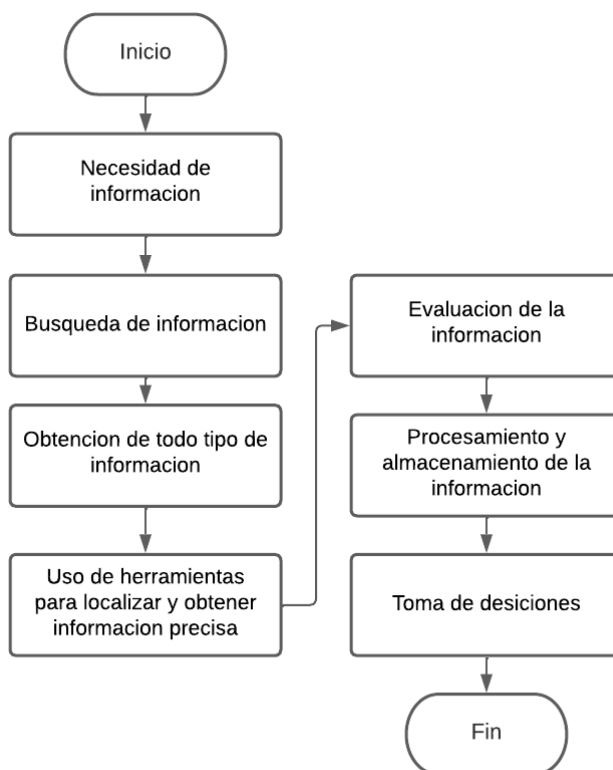 Inicio
Necesidad de
informacion
Busqueda de informacion
Obtencion de todo tipo de
informacion
Uso de herramientas
para localizar y obtener
informacion precisa
Evaluacion de la
informacion
Procesamiento y
almacenamiento de la
informacion
Toma de desiciones
Fin